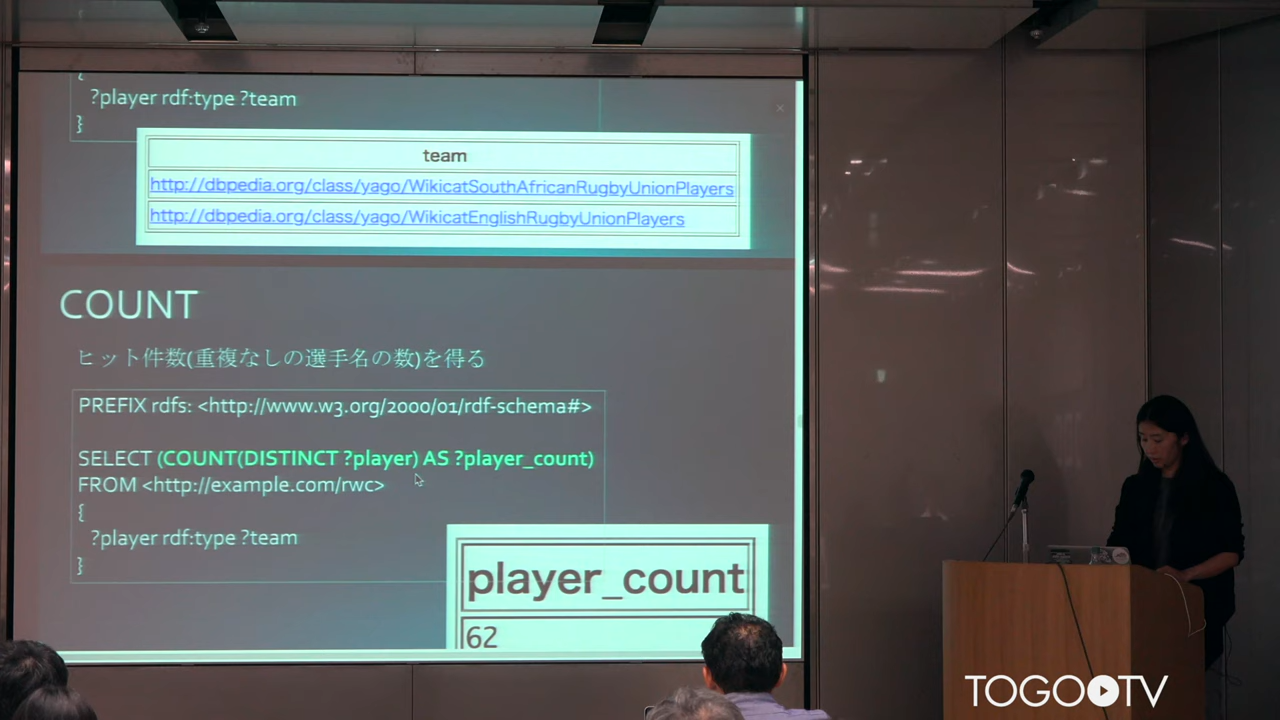 {
?player rdf:type ?team
}
team
http://dbpedia.org/class/yago/WikicatSouthAfricanRugbyUnionPlayers
http://dbpedia.org/class/yago/WikicatEnglishRugbyUnionPlayers
COUNT
ヒット件数(重複なしの選手名の数)を得る
PREFIX rdfs: <http://www.w3.org/2000/01/rdf-schema#>
SELECT (COUNT(DISTINCT ?player) AS ?player_count)
FROM <http://example.com/rwc>
{
?player rdf:type ?team
}
player_count
62
TOGO TV